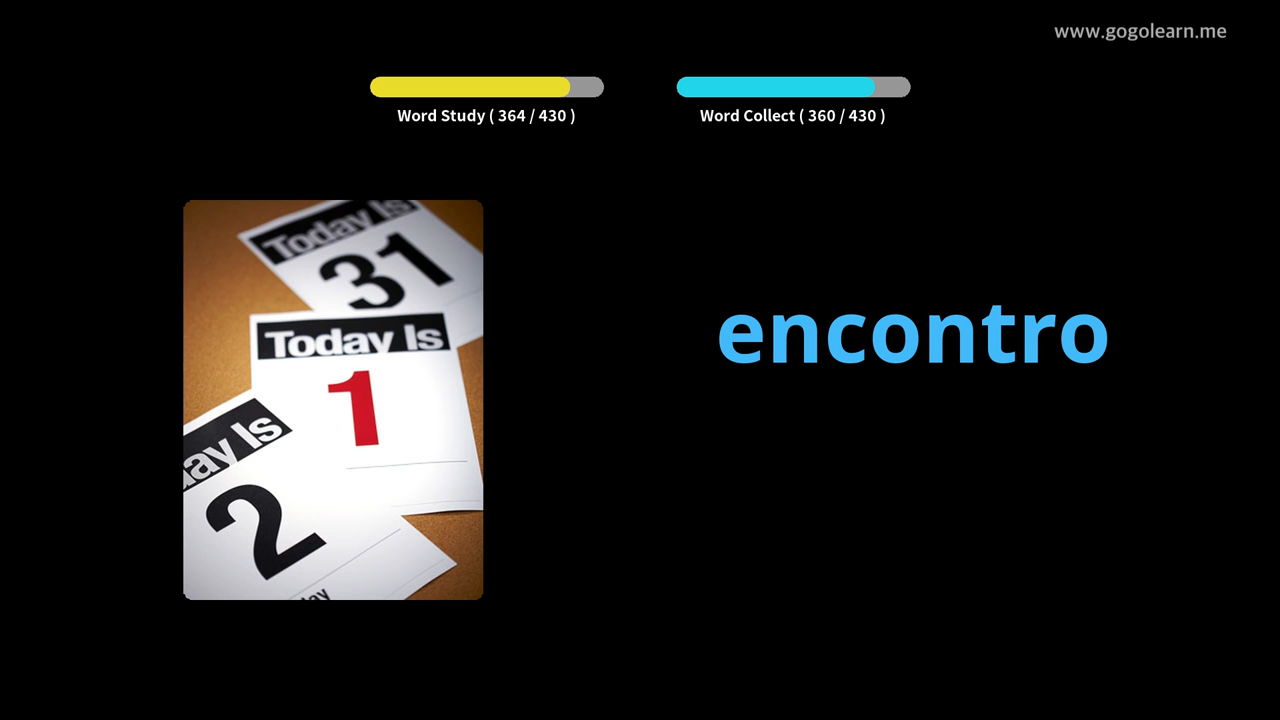 www.gogolearn.me
Word Study ( 364 / 430 )
Word Collect ( 360 / 430 )
Today Is
31
Today Is
1
encontro
ay Is
2